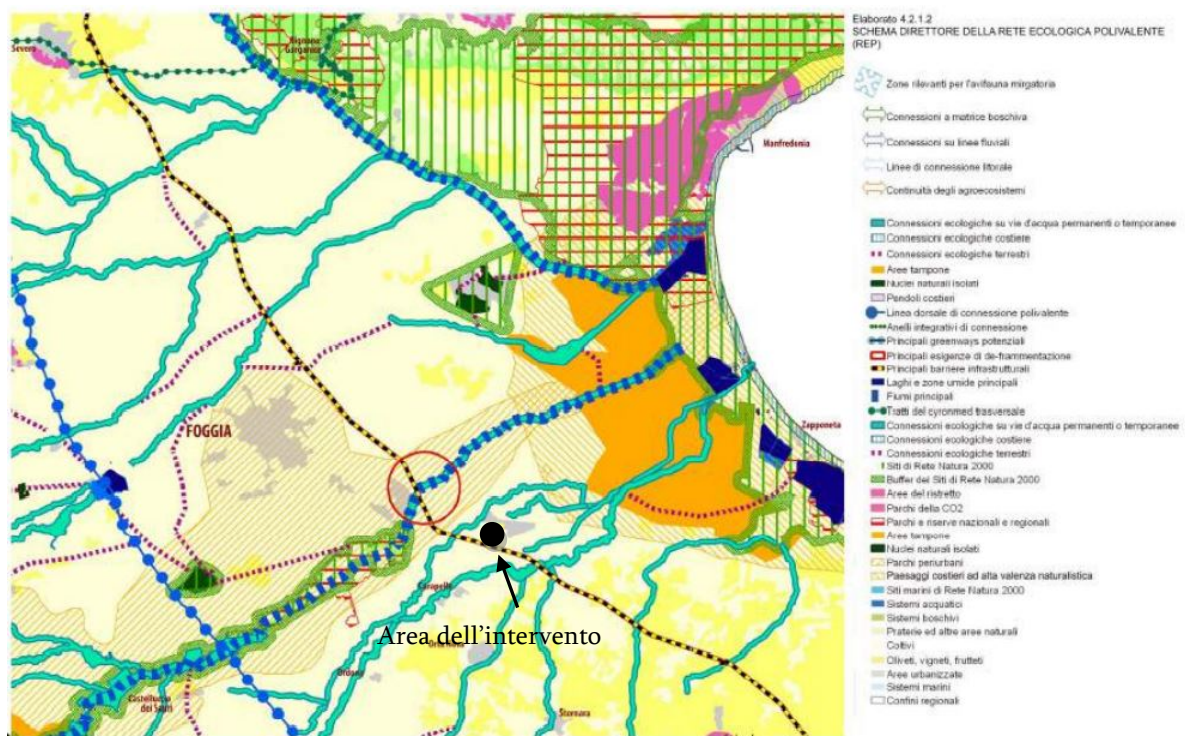 Elaborato 4.2.1.2
SCHEMA DIRETTORE DELLA RETE ECOLOGICA POLIVALENTE
(REP)
Zone rilevanti per l'avifauna mirgatoria
Connessioni a matrice boschiva
Connessioni su linee fluviali
Linee di connessione litorale
Continuità degli agroecosistemi
Connessioni ecologiche su vie d'acqua permanenti o temporanee
Connessioni ecologiche costiere
Connessioni ecologiche terrestri
Aree tampone
Nuclei naturali isolati
Pendoli costieri
Linea dorsale di connessione polivalente
Anelli integrativi di connessione
Principali greenways potenziali
Principali esigenze di de-frammentazione
Principali barriere infrastrutturali
Laghi e zone umide principali
Fiumi principali
Tratti del cyronmed trasversale
Connessioni ecologiche su vie d'acqua permanenti o temporanee
Connessioni ecologiche costiere
Connessioni ecologiche terrestri
Siti di Rete Natura 2000
Buffer dei Siti di Rete Natura 2000
Aree del ristretto
Parchi della CO2
Parchi e riserve nazionali e regionali
Aree tampone
Nuclei naturali isolati
Parchi periurbani
Paesaggi costieri ad alta valenza naturalistica
Siti marini di Rete Natura 2000
Sistemi acquatici
Sistemi boschivi
Praterie ed altre aree naturali
Coltivi
Oliveti, vigneti, frutteti
Aree urbanizzate
Sistemi marini
Confini regionali
Severo
Rignano
Garganico
Manfredonia
FOGGIA
Zapponeta
Carapelle
Area dell'intervento
Ordona
Castelluccio
dei Sauri
Stornara